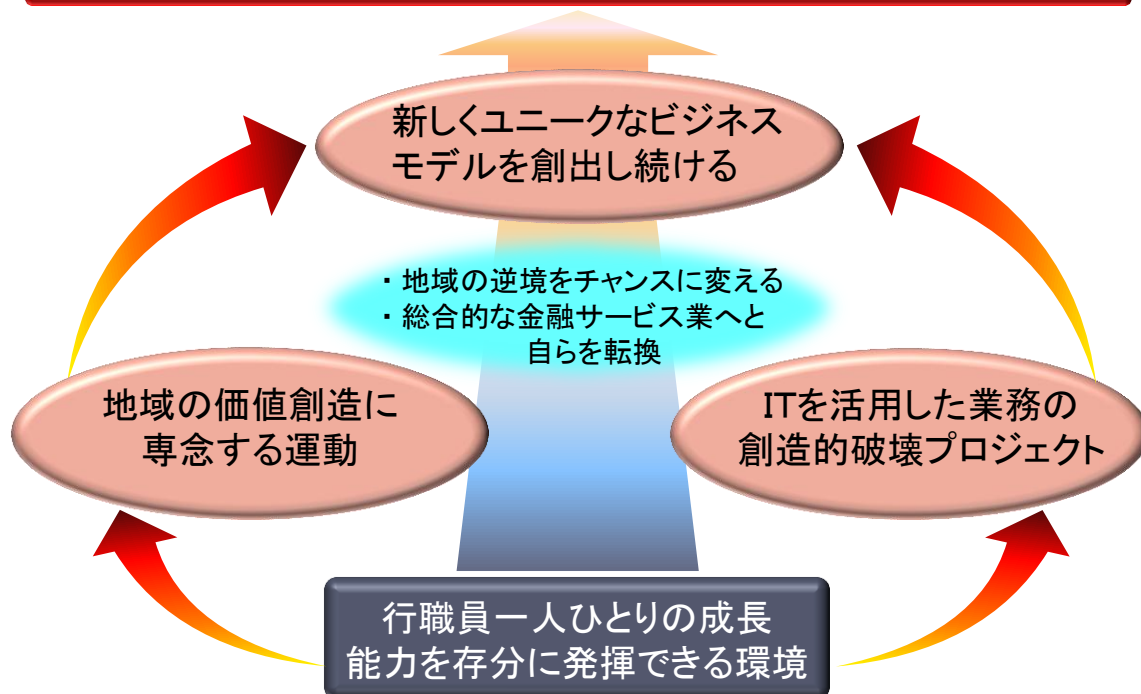 新しくユニークなビジネス
モデルを創出し続ける
・地域の逆境をチャンスに変える
・総合的な金融サービス業へと
自らを転換
地域の価値創造に
専念する運動
ITを活用した業務の
創造的破壊プロジェクト
行職員一人ひとりの成長
能力を存分に発揮できる環境